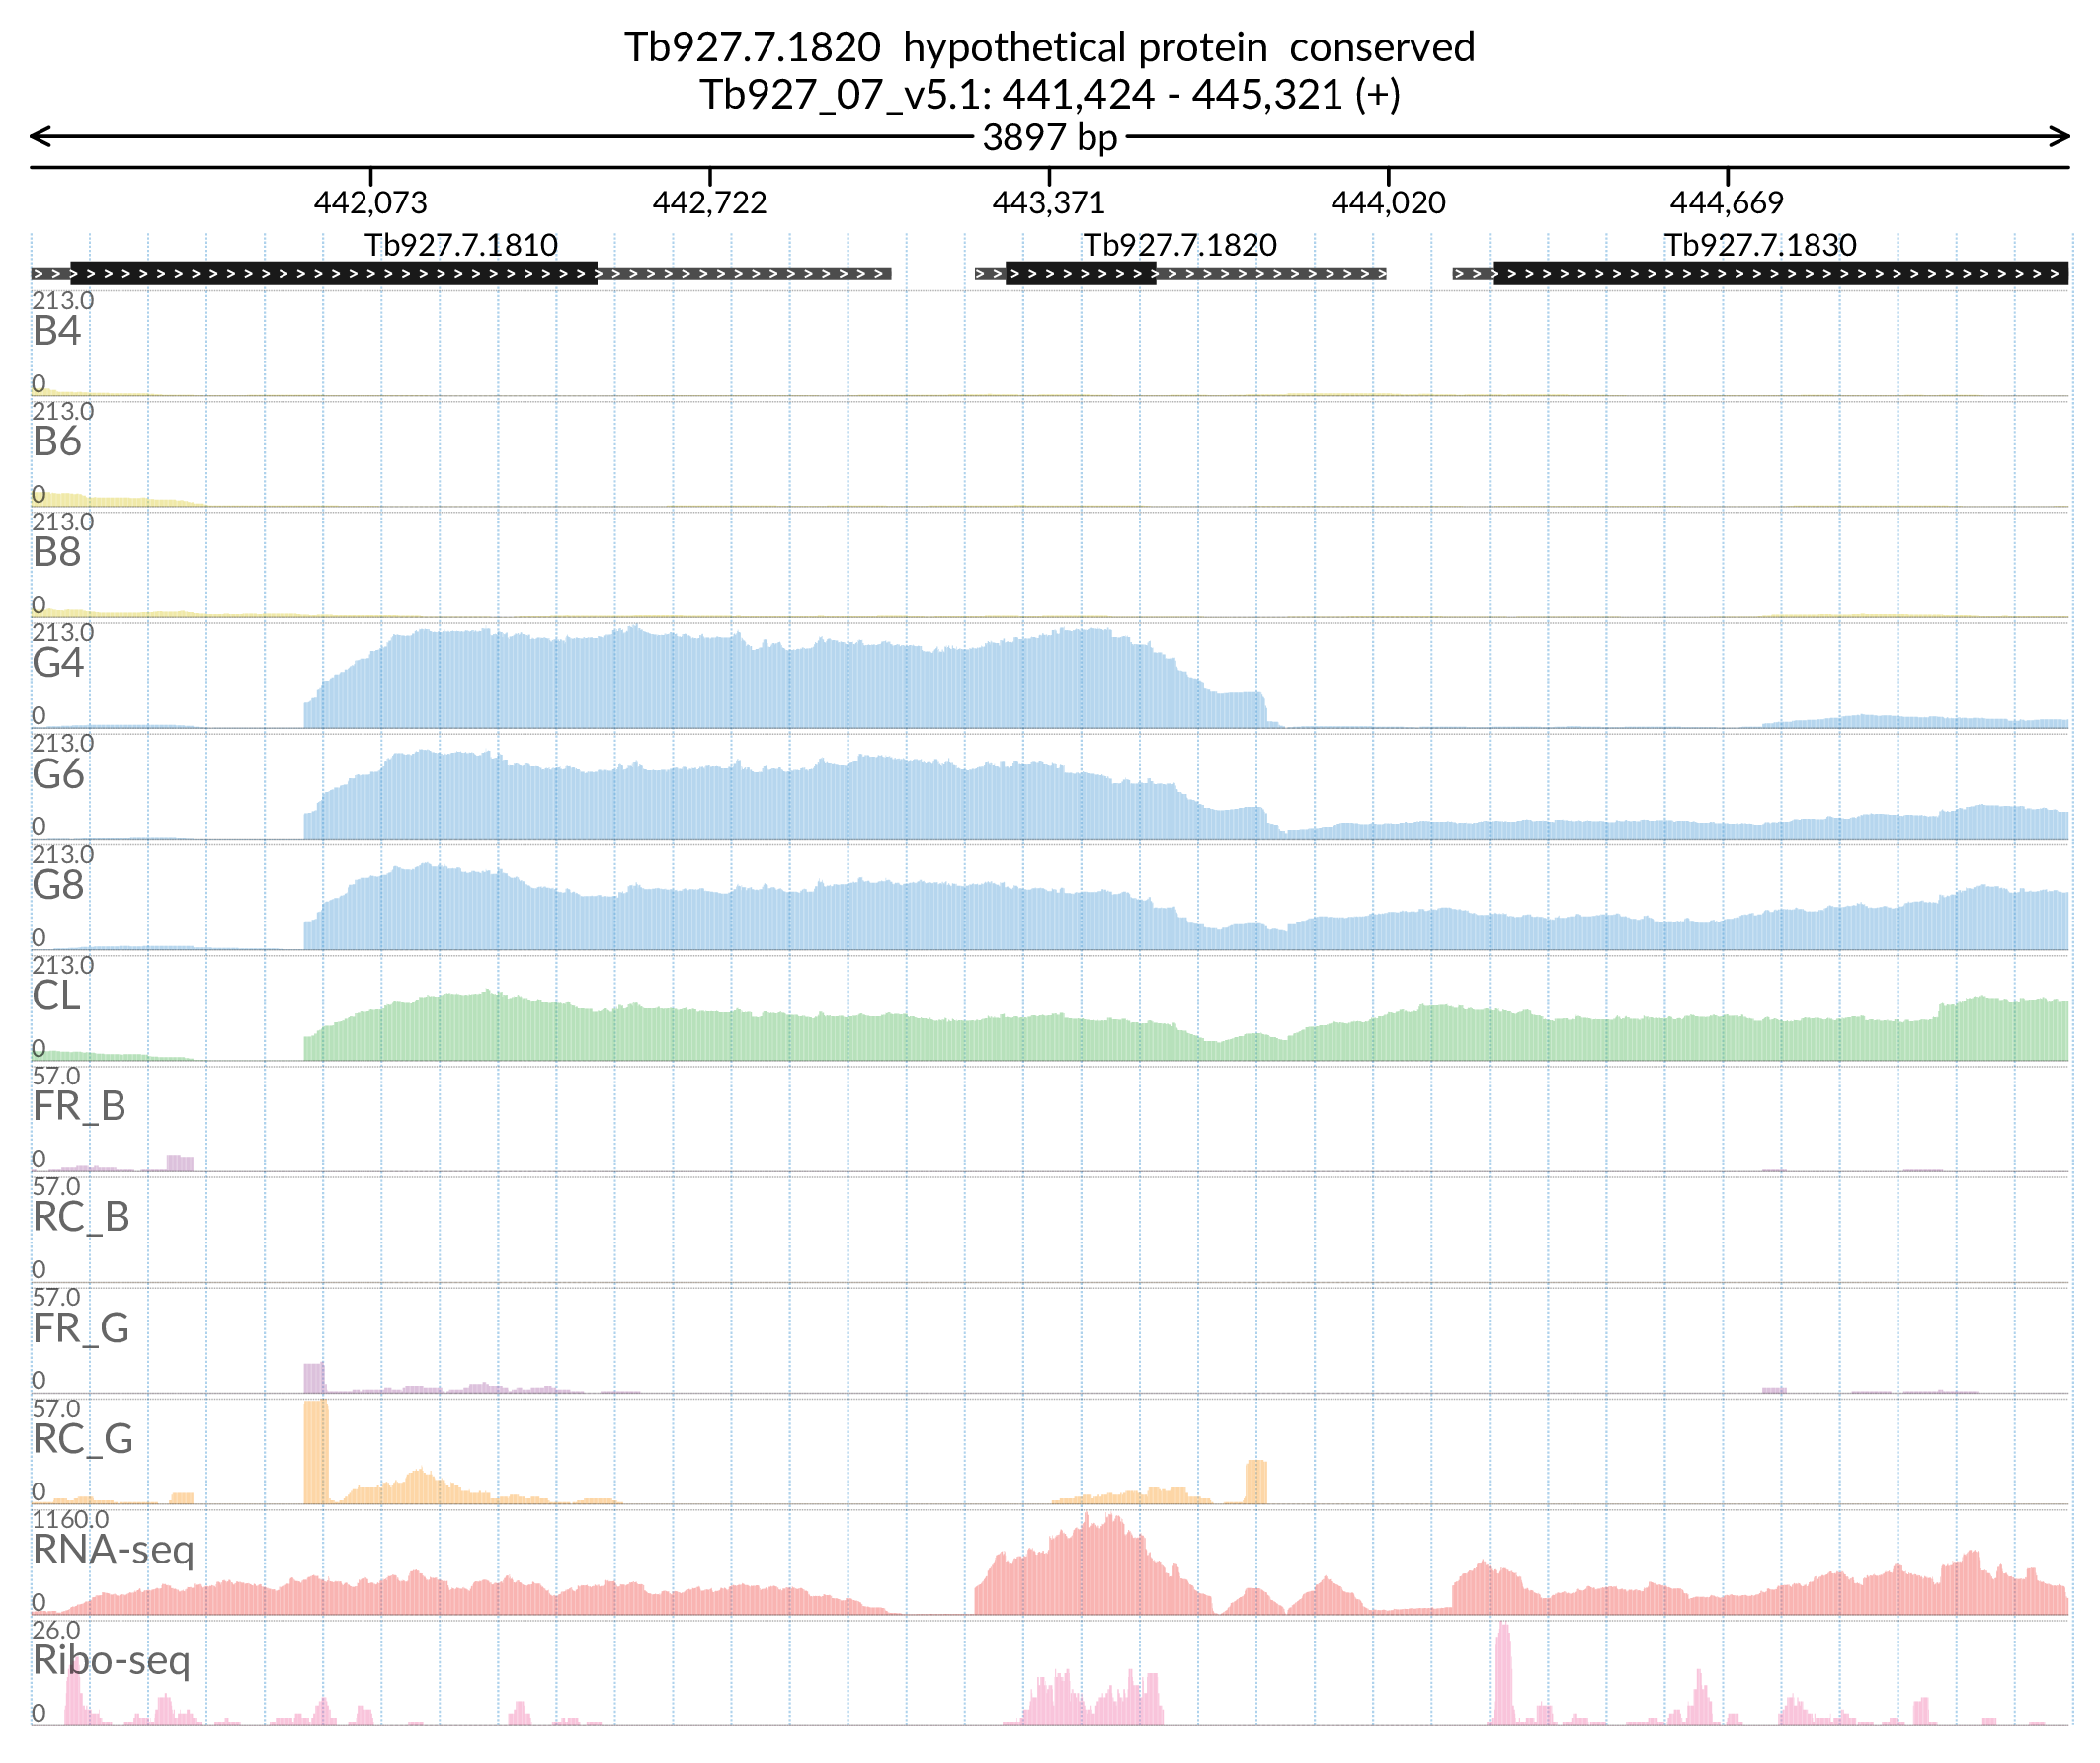 Tb927.7.1820  hypothetical protein  conserved
Tb927_07_v5.1: 441,424 - 445,321 (+)
3897 bp
442,073 442,722 443,371 444,020 444,669
Tb927.7.1810 Tb927.7.1820 Tb927.7.1830
213.0
B4
0
213.0
B6
0
213.0
B8
0
213.0
G4
0
213.0
G6
0
213.0
G8
0
213.0
CL
0
57.0
FR_B
0
57.0
RC_B
0
57.0
FR_G
0
57.0
RC_G
0
1160.0
RNA-seq
0
26.0
Ribo-seq
0